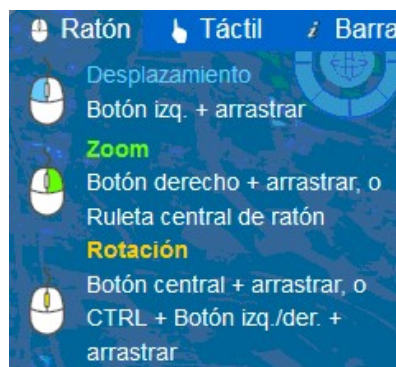 Ratón Táctil i Barra
Desplazamiento
Botón izq. + arrastrar
Zoom
Botón derecho + arrastrar, o
Ruleta central de ratón
Rotación
Botón central + arrastrar, o
CTRL + Botón izq./der. +
arrastrar